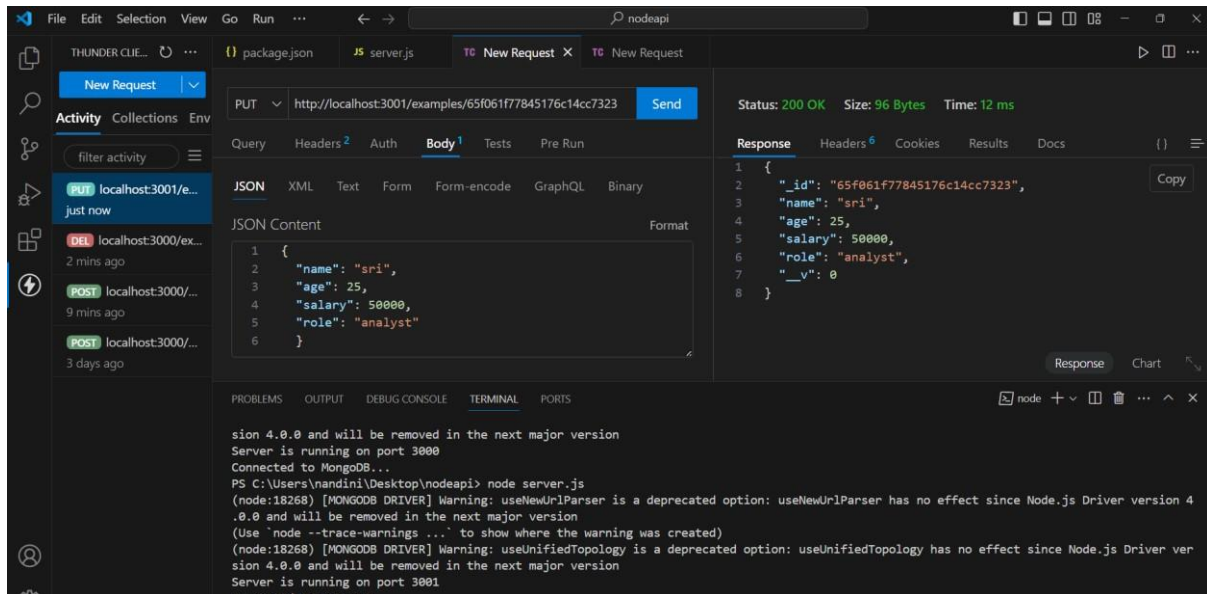 File Edit Selection View Go Run ··· ← → nodeapi
THUNDER CLIE... ···
{} package.json JS server.js TC New Request × TC New Request
New Request
Activity Collections Env
filter activity
PUT localhost:3001/e...
just now
DEL localhost:3000/ex...
2 mins ago
POST localhost:3000/...
9 mins ago
POST localhost:3000/...
3 days ago
PUT http://localhost:3001/examples/65f061f77845176c14cc7323 Send
Query Headers 2 Auth Body 1 Tests Pre Run
JSON XML Text Form Form-encode GraphQL Binary
JSON Content Format
1 {
2 "name": "sri",
3 "age": 25,
4 "salary": 50000,
5 "role": "analyst"
6 }
Status: 200 OK Size: 96 Bytes Time: 12 ms
Response Headers 6 Cookies Results Docs {}
Copy
1 {
2 "_id": "65f061f77845176c14cc7323",
3 "name": "sri",
4 "age": 25,
5 "salary": 50000,
6 "role": "analyst",
7 "__v": 0
8 }
Response Chart
PROBLEMS OUTPUT DEBUG CONSOLE TERMINAL PORTS node
sion 4.0.0 and will be removed in the next major version
Server is running on port 3000
Connected to MongoDB...
PS C:\Users\nandini\Desktop\nodeapi> node server.js
(node:18268) [MONGODB DRIVER] Warning: useNewUrlParser is a deprecated option: useNewUrlParser has no effect since Node.js Driver version 4
.0.0 and will be removed in the next major version
(Use `node --trace-warnings ...` to show where the warning was created)
(node:18268) [MONGODB DRIVER] Warning: useUnifiedTopology is a deprecated option: useUnifiedTopology has no effect since Node.js Driver ver
sion 4.0.0 and will be removed in the next major version
Server is running on port 3001